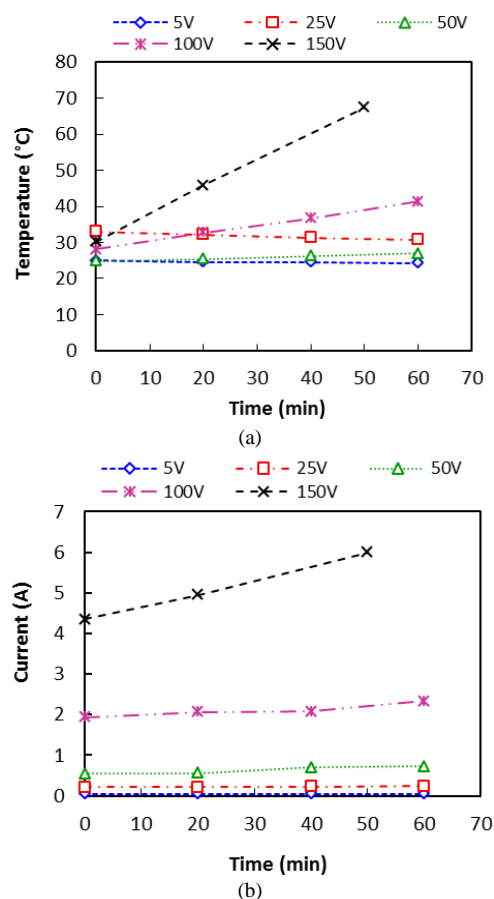 5V 25V 50V
100V 150V
80
70
60
50
40
30
20
10
0
Temperature (°C)
0 10 20 30 40 50 60 70
Time (min)
(a)
5V 25V 50V
100V 150V
7
6
5
4
3
2
1
0
Current (A)
0 10 20 30 40 50 60 70
Time (min)
(b)